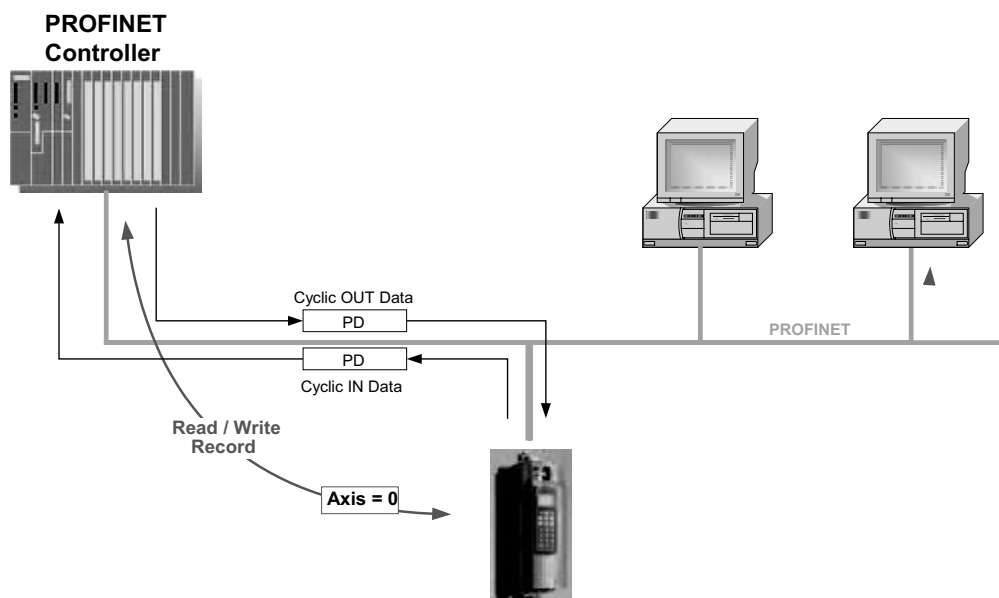 PROFINET
Controller
Cyclic OUT Data
PD
PROFINET
PD
Cyclic IN Data
Read / Write
Record
Axis = 0